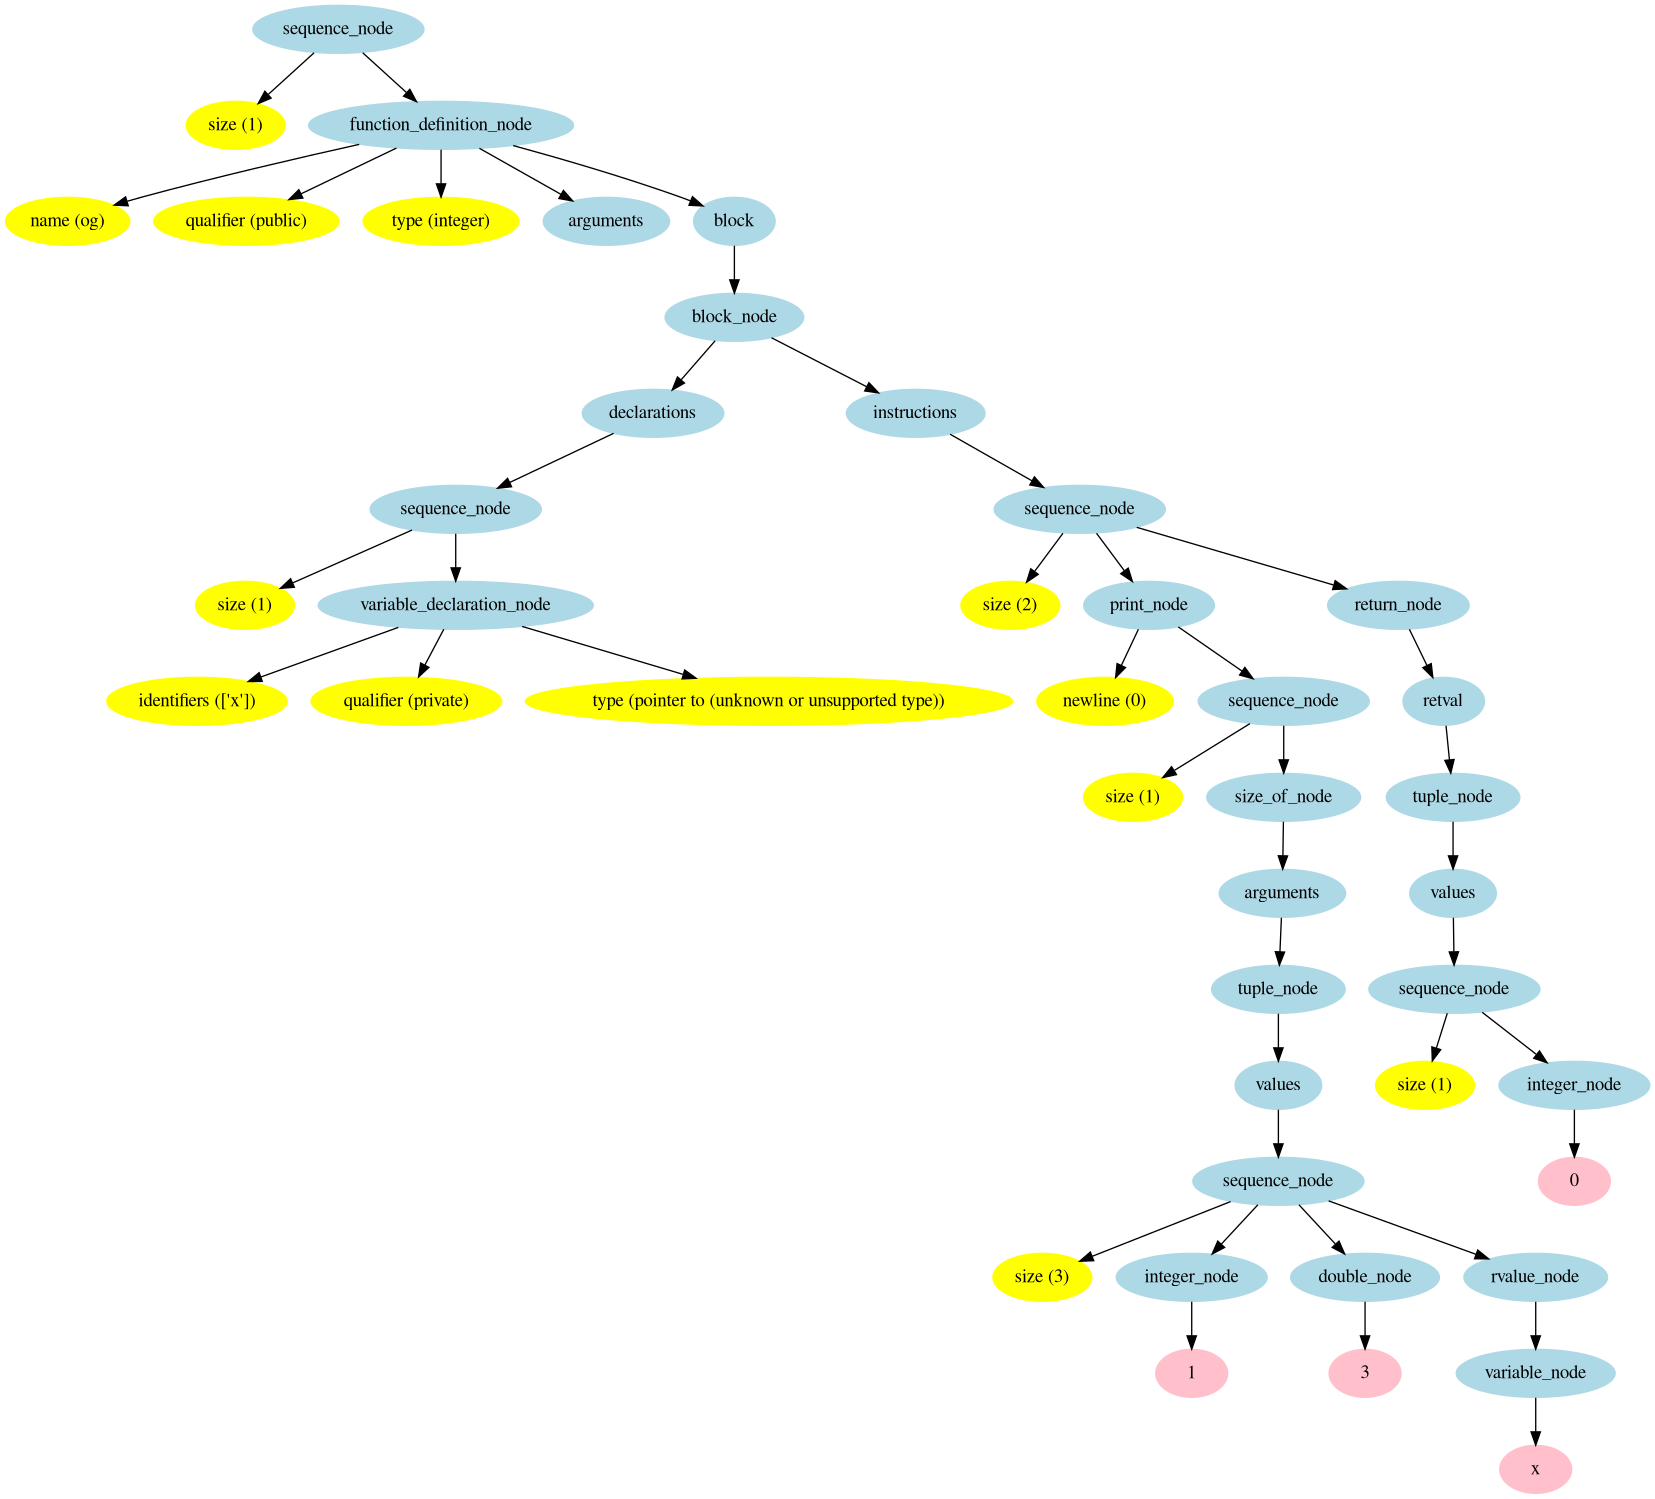 sequence_node
size (1)
function_definition_node
name (og)
qualifier (public)
type (integer)
arguments
block
block_node
declarations
instructions
sequence_node
sequence_node
size (1)
variable_declaration_node
size (2)
print_node
return_node
identifiers (['x'])
qualifier (private)
type (pointer to (unknown or unsupported type))
newline (0)
sequence_node
retval
size (1)
size_of_node
tuple_node
arguments
values
tuple_node
sequence_node
values
size (1)
integer_node
sequence_node
0
size (3)
integer_node
double_node
rvalue_node
1
3
variable_node
x